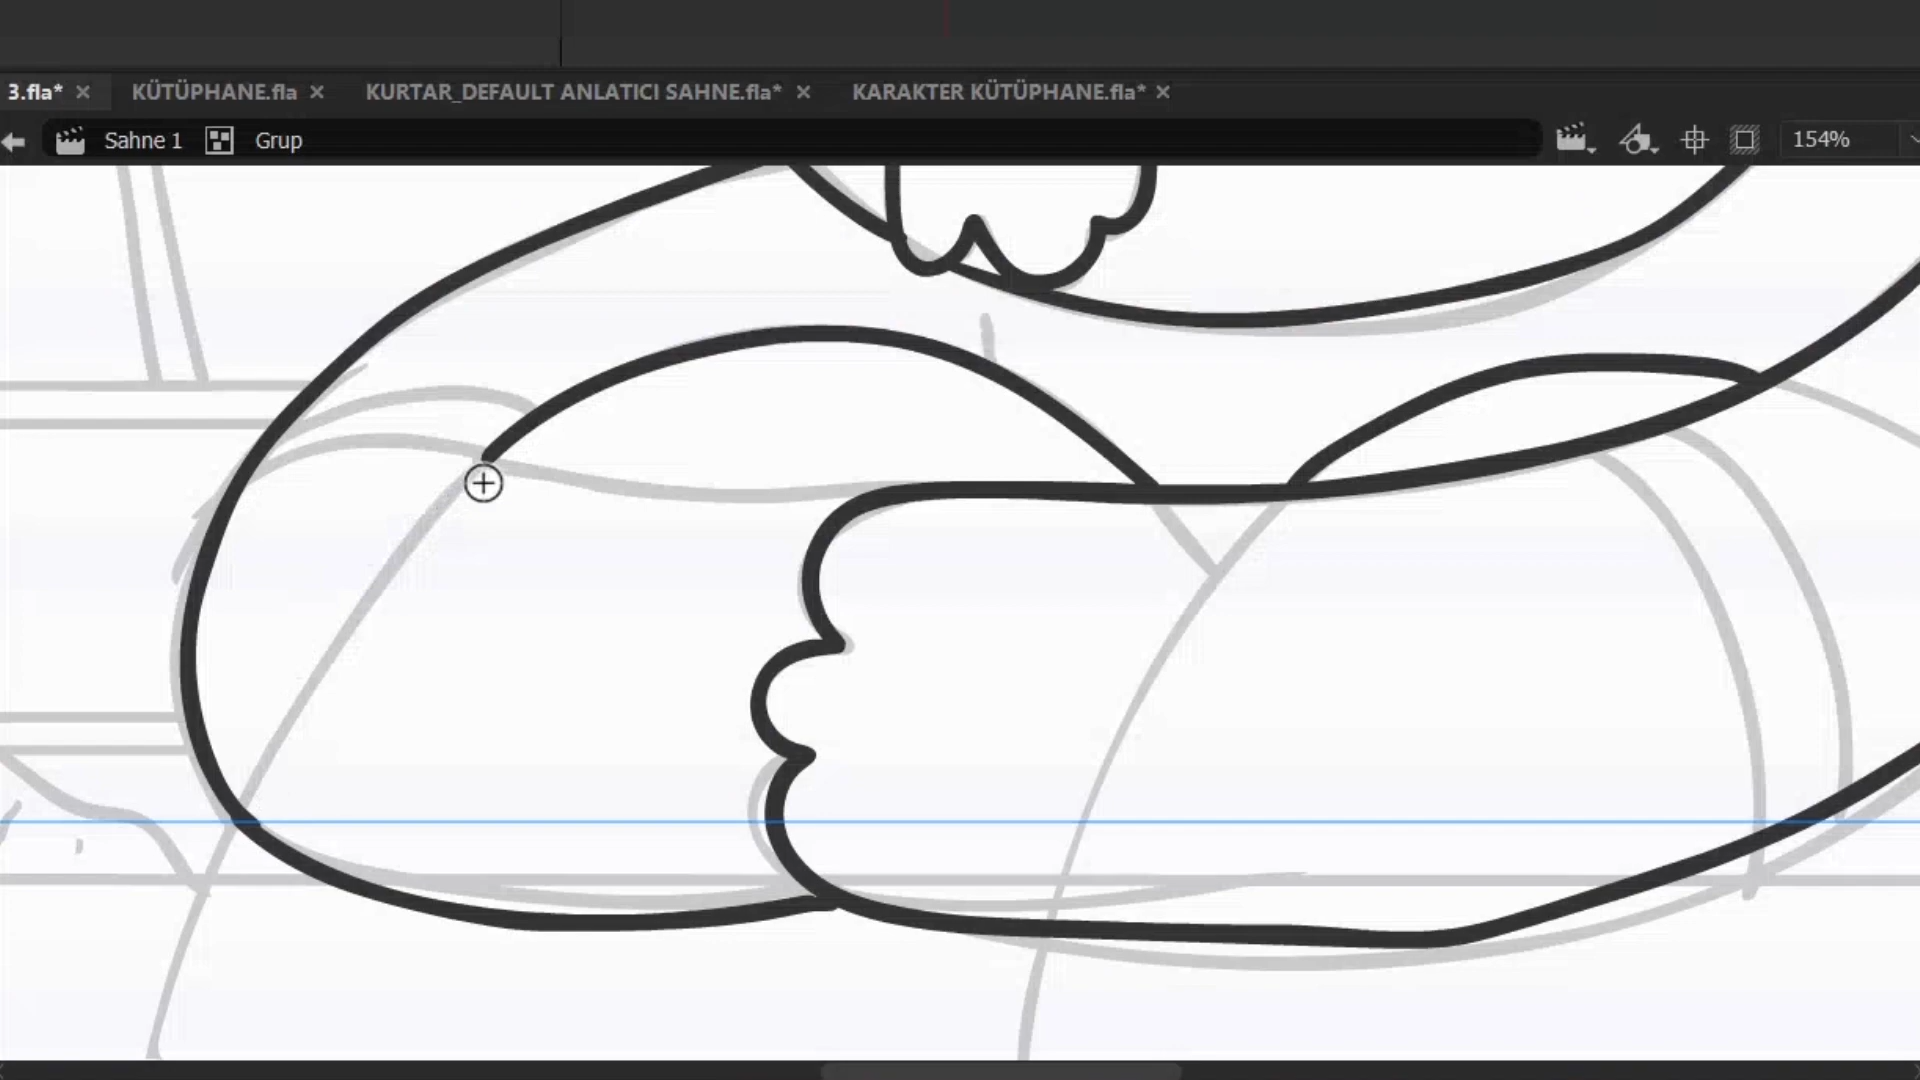 3.fla* × KÜTÜPHANE.fla × KURTAR_DEFAULT ANLATICI SAHNE.fla* × KARAKTER KÜTÜPHANE.fla* ×
Sahne 1 Grup 154%